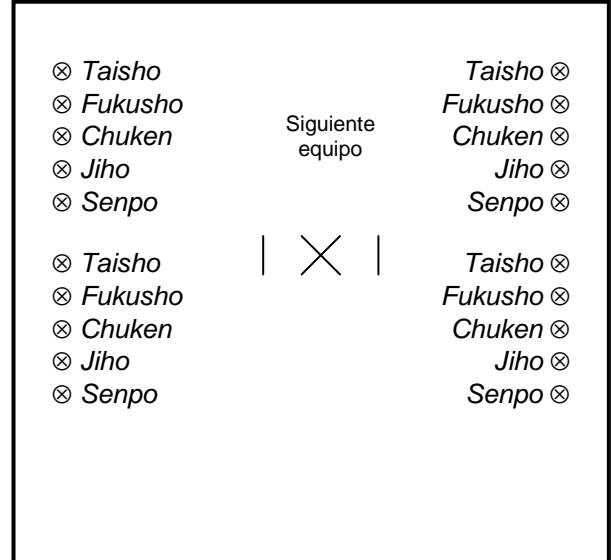 ⊗ Taisho Taisho ⊗
⊗ Fukusho Fukusho ⊗
Siguiente
equipo
⊗ Chuken Chuken ⊗
⊗ Jiho Jiho ⊗
⊗ Senpo Senpo ⊗
⊗ Taisho Taisho ⊗
⊗ Fukusho Fukusho ⊗
⊗ Chuken Chuken ⊗
⊗ Jiho Jiho ⊗
⊗ Senpo Senpo ⊗